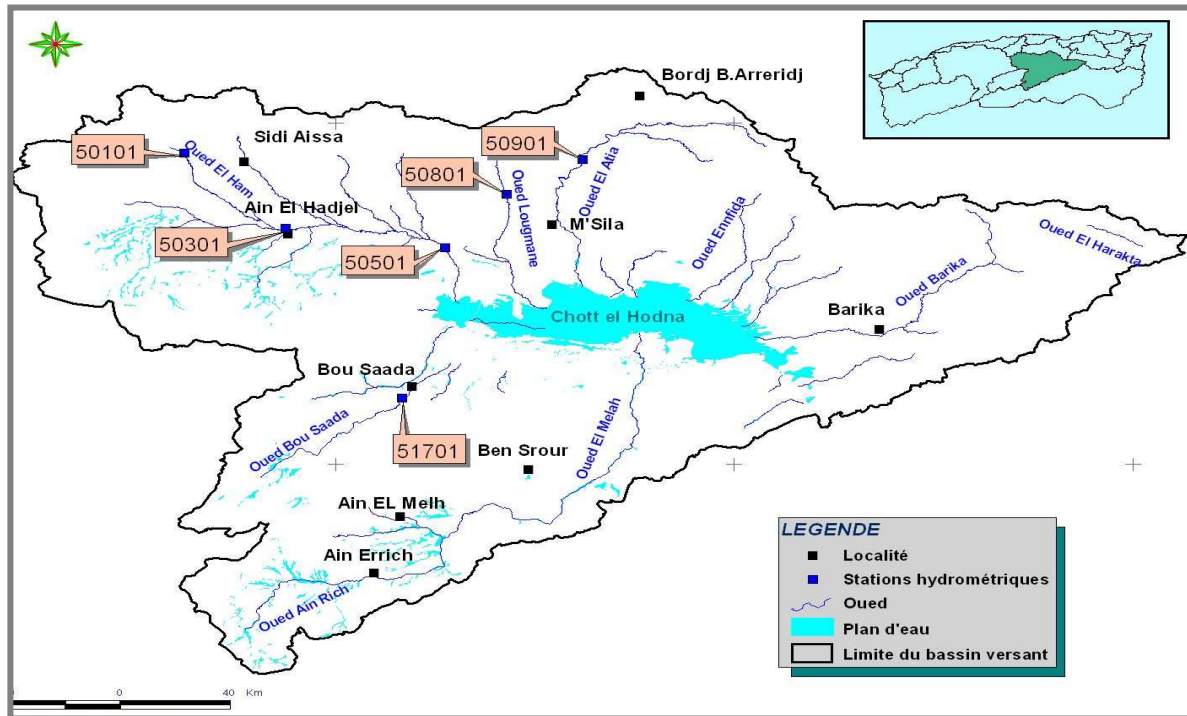 Bordj B.Arreridj
50101
Sidi Aissa
50901
Oued El Ham
50801
Oued Lougmane
Oued El Atia
Ain El Hadjel
M'Sila
50301
50501
Oued Ennfida
Oued El Harakta
Oued Barika
Chott el Hodna
Barika
Bou Saada
Oued Bou Saada
51701
Ben Srour
Oued El Melah
Ain EL Melh
Ain Errich
Oued Ain Rich
LEGENDE
Localité
Stations hydrométriques
Oued
Plan d'eau
Limite du bassin versant
0 40 Km